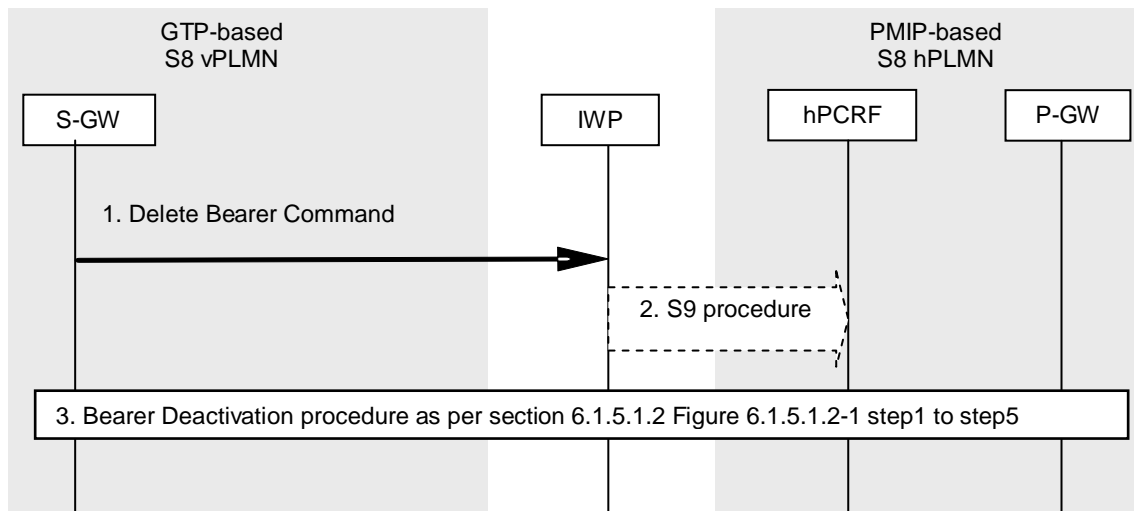 GTP-based
S8 vPLMN
PMIP-based
S8 hPLMN
S-GW
IWP
hPCRF
P-GW
1. Delete Bearer Command
2. S9 procedure
3. Bearer Deactivation procedure as per section 6.1.5.1.2 Figure 6.1.5.1.2-1 step1 to step5